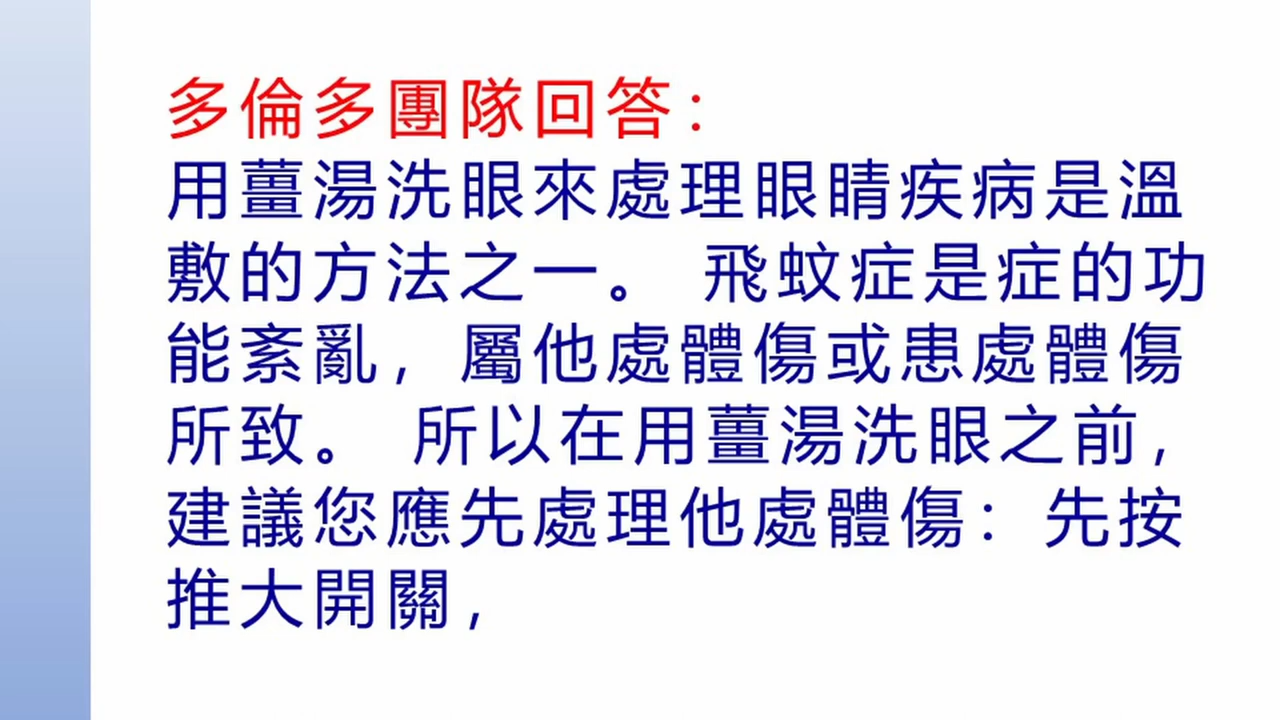 多倫多團隊回答：
用薑湯洗眼來處理眼睛疾病是溫
敷的方法之一。 飛蚊症是症的功
能紊亂，屬他處體傷或患處體傷
所致。 所以在用薑湯洗眼之前，
建議您應先處理他處體傷：先按
推大開關，